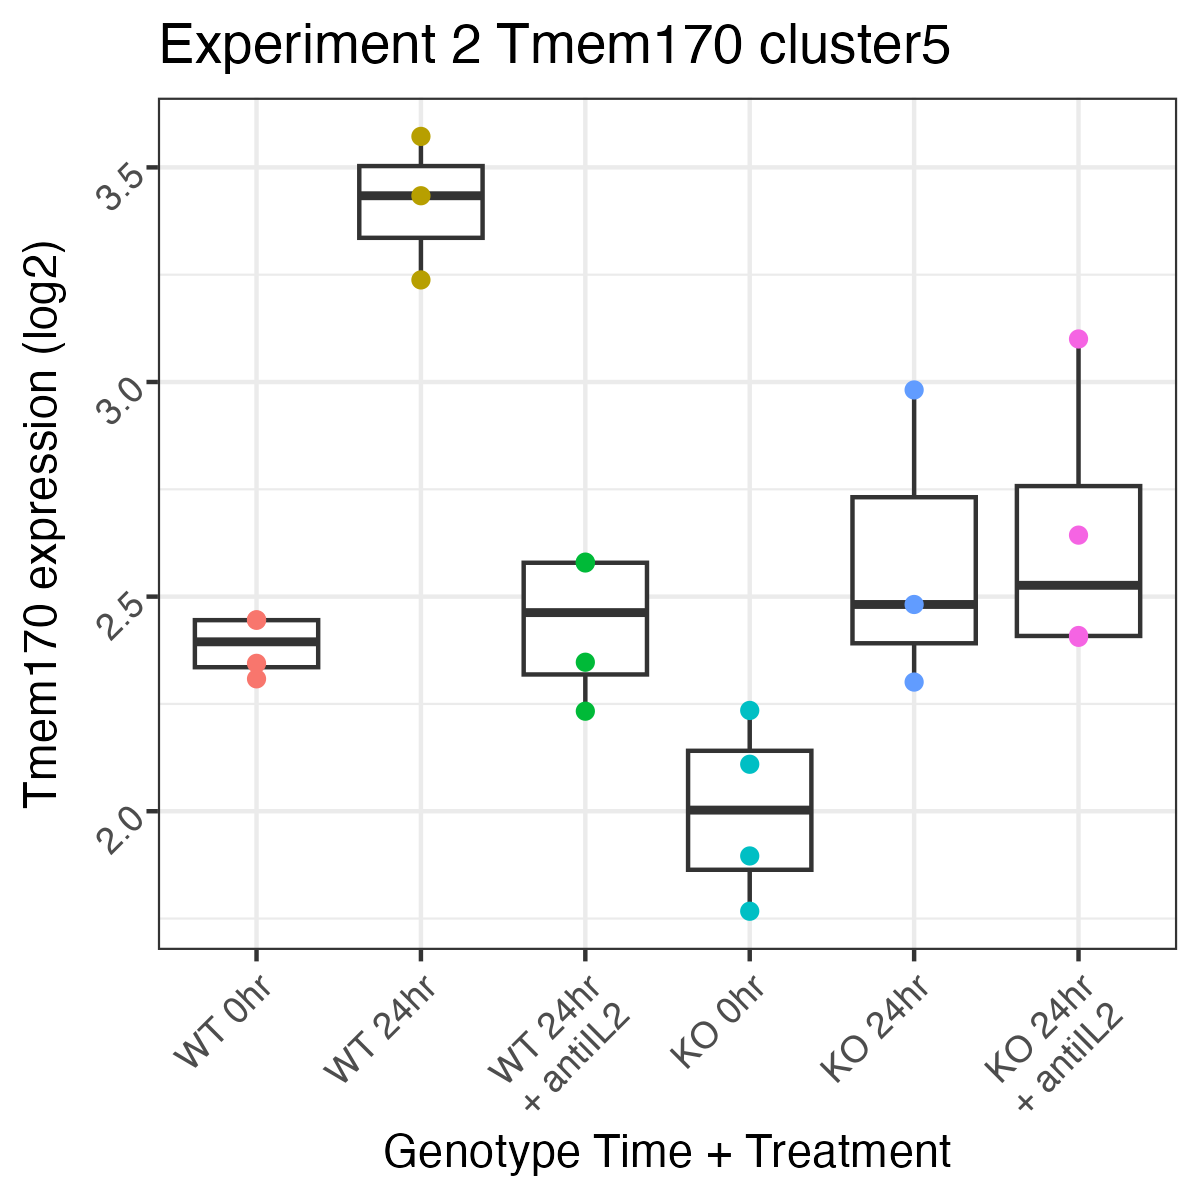 Experiment 2 Tmem170 cluster5
Tmem170 expression (log2)
3.5
3.0
2.5
2.0
WT 0hr
WT 24hr
WT 24hr
+ antiIL2
KO 0hr
KO 24hr
KO 24hr
+ antiIL2
Genotype Time + Treatment